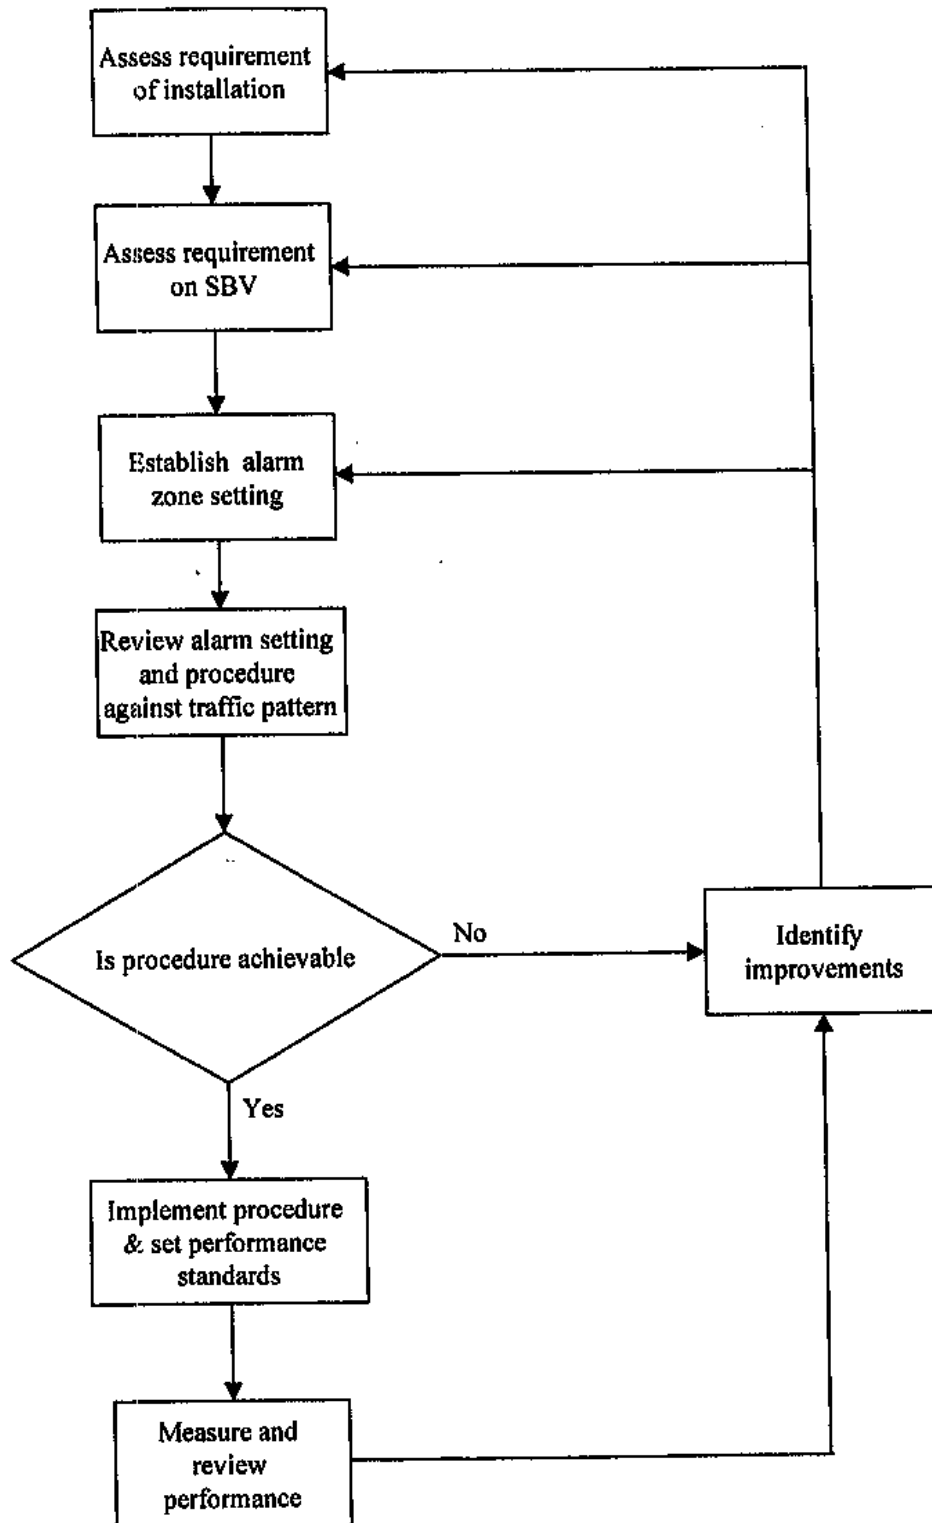 Assess requirement
of installation
Assess requirement
on SBV
Establish alarm
zone setting
Review alarm setting
and procedure
against traffic pattern
Is procedure achievable
No
Identify
improvements
Yes
Implement procedure
& set performance
standards
Measure and
review
performance